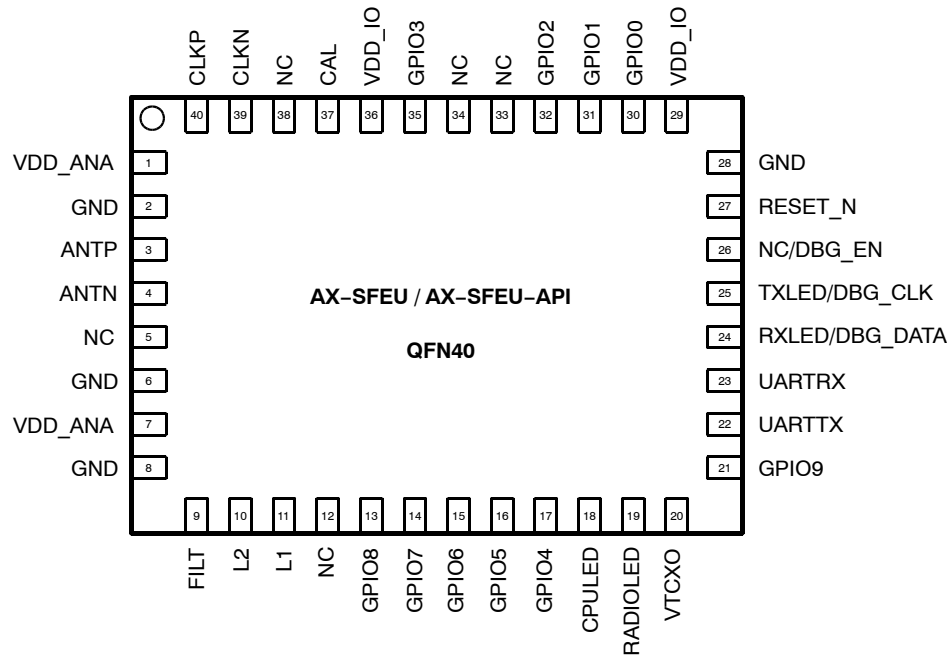 CLKP
CLKN
NC
CAL
VDD_IO
GPIO3
NC
NC
GPIO2
GPIO1
GPIO0
VDD_IO
40 39 38 37 36 35 34 33 32 31 30 29
VDD_ANA 1
GND 2
ANTP 3
ANTN 4
NC 5
GND 6
VDD_ANA 7
GND 8
AX−SFEU / AX−SFEU−API
QFN40
28 GND
27 RESET_N
26 NC/DBG_EN
25 TXLED/DBG_CLK
24 RXLED/DBG_DATA
23 UARTRX
22 UARTTX
21 GPIO9
9 10 11 12 13 14 15 16 17 18 19 20
FILT
L2
L1
NC
GPIO8
GPIO7
GPIO6
GPIO5
GPIO4
CPULED
RADIOLED
VTCXO